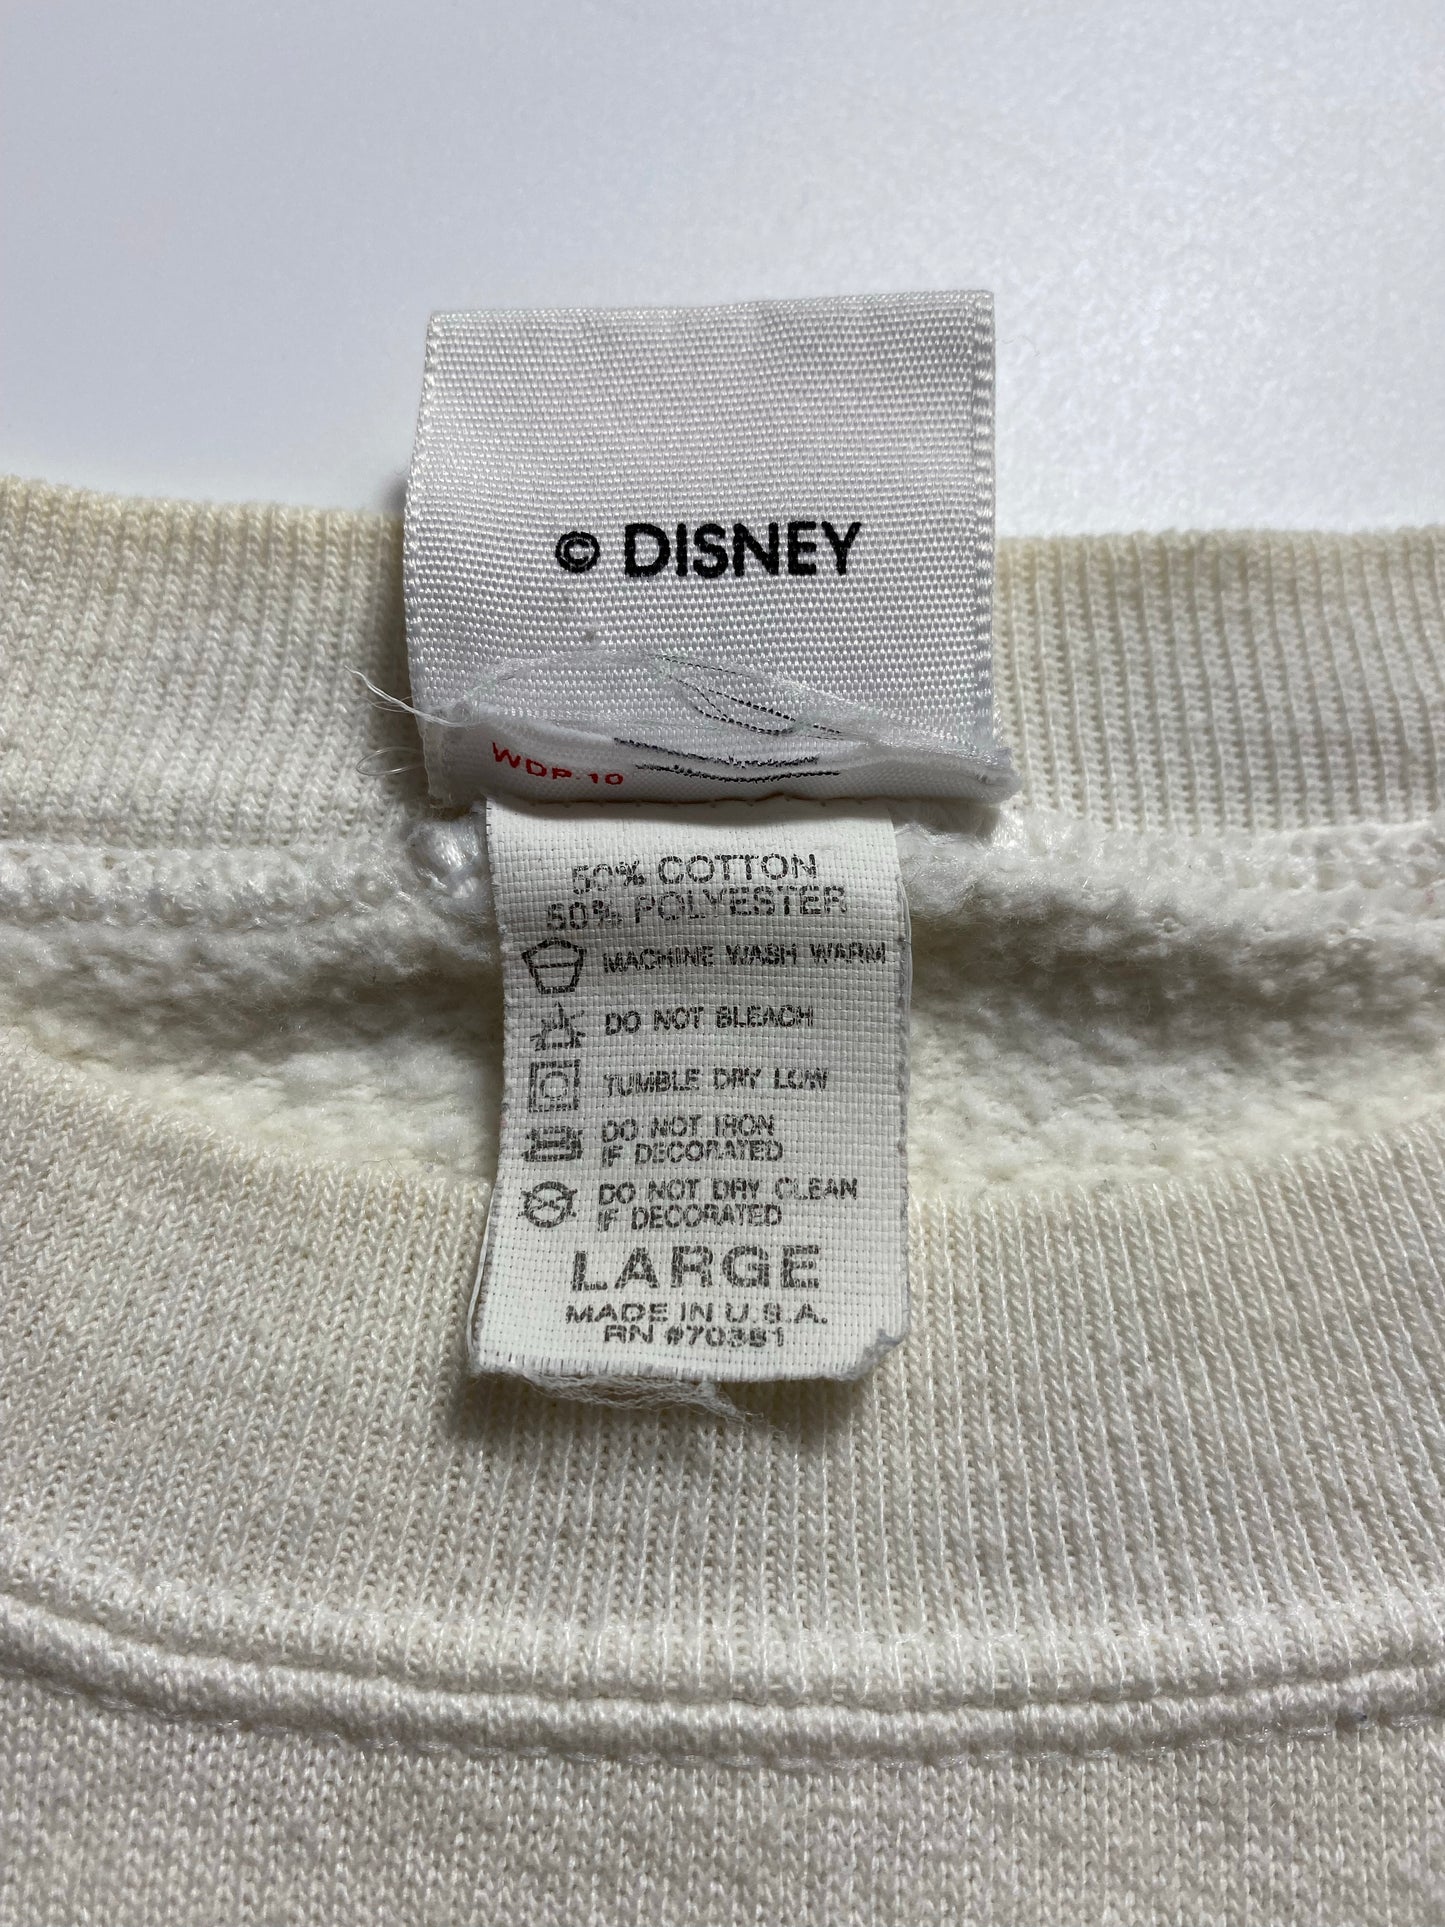 © DISNEY
WDP-10
50% COTTON
50% POLYESTER
MACHINE WASH WARM
DO NOT BLEACH
TUMBLE DRY LOW
DO NOT IRON
IF DECORATED
DO NOT DRY CLEAN
IF DECORATED
LARGE
MADE IN U.S.A.
RN #70381